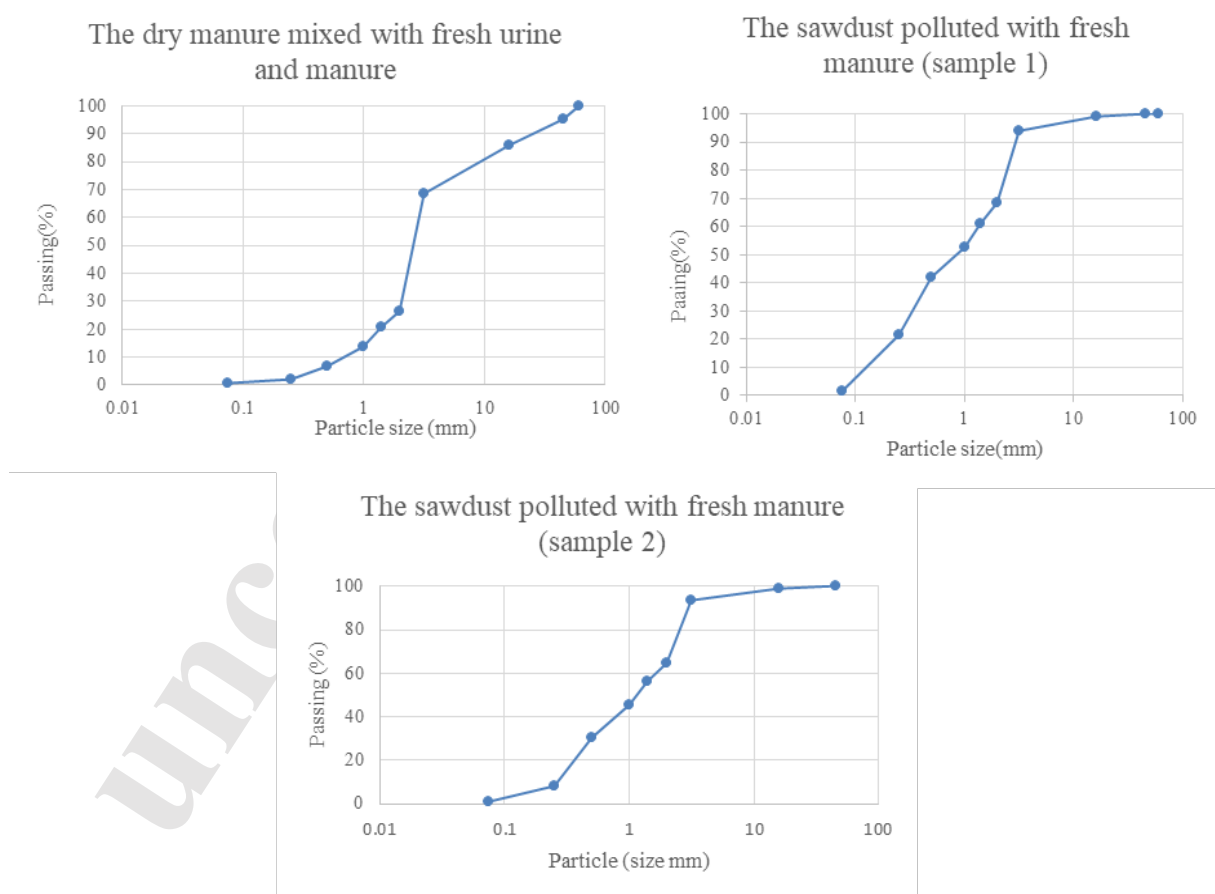 The dry manure mixed with fresh urine
and manure
100
90
80
70
60
50
40
30
20
10
0
Passing(%)
0.01 0.1 1 10 100
Particle size (mm)
The sawdust polluted with fresh
manure (sample 1)
100
90
80
70
60
50
40
30
20
10
0
Paaing(%)
0.01 0.1 1 10 100
Particle size(mm)
The sawdust polluted with fresh manure
(sample 2)
100
80
60
40
20
0
Passing (%)
0.01 0.1 1 10 100
Particle (size mm)
unc